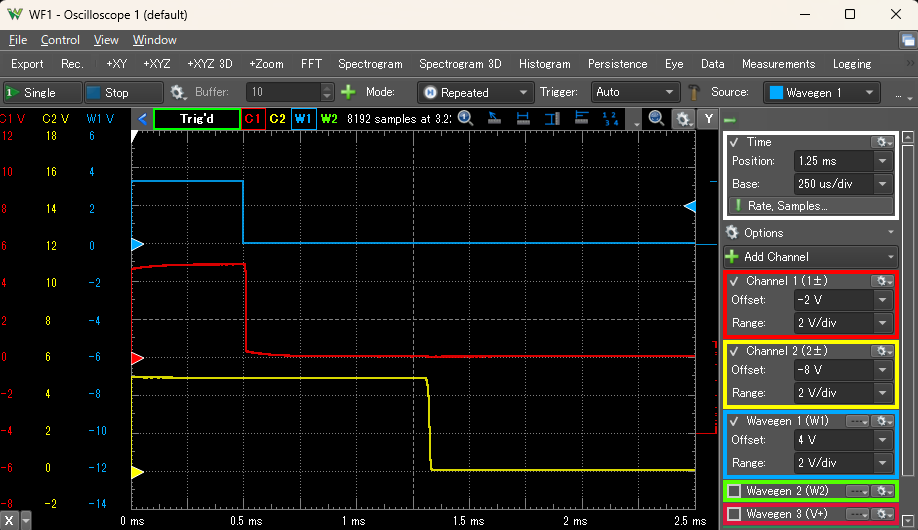 WF1 - Oscilloscope 1 (default)
File Control View Window
Export Rec. +XY +XYZ +XYZ 3D +Zoom FFT Spectrogram Spectrogram 3D Histogram Persistence Eye Data Measurements Logging
Single Stop Buffer: 10 Mode: Repeated Trigger: Auto Source: Wavegen 1 ...
C1 V C2 V W1 V Trig'd C1 C2 W1 W2 8192 samples at 3.2 Y
12 18 6
10 16 4
8 14 2
6 12 0
4 10 -2
2 8 -4
0 6 -6
-2 4 -8
-4 2 -10
-6 0 -12
-8 -2 -14
X 0 ms 0.5 ms 1 ms 1.5 ms 2 ms 2.5 ms
Time
Position: 1.25 ms
Base: 250 us/div
Rate, Samples...
Options
Add Channel
Channel 1 (1±)
Offset: -2 V
Range: 2 V/div
Channel 2 (2±)
Offset: -8 V
Range: 2 V/div
Wavegen 1 (W1) ---
Offset: 4 V
Range: 2 V/div
Wavegen 2 (W2) ---
Wavegen 3 (V+) ---